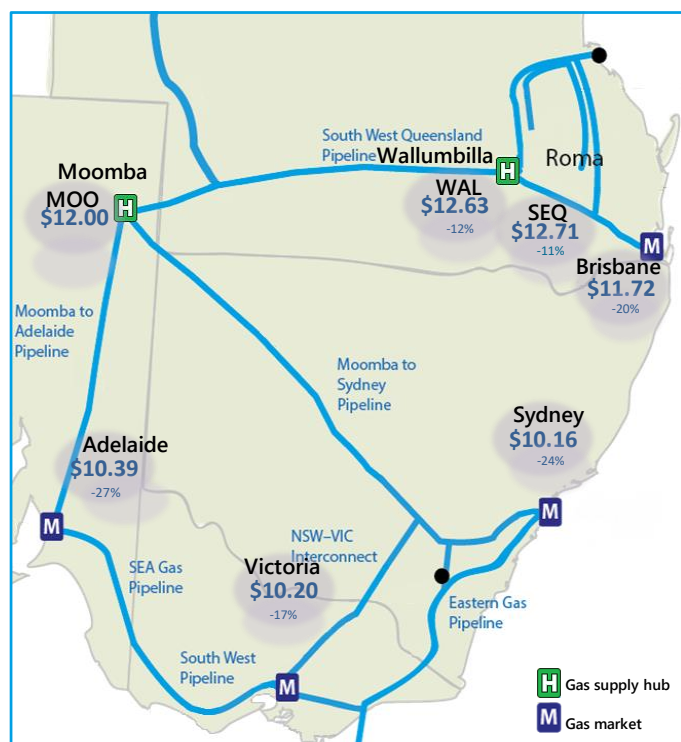 South West Queensland
Pipeline
Wallumbilla
H
Roma
Moomba
MOO
$12.00
H
WAL
$12.63
-12%
SEQ
$12.71
-11%
M
Brisbane
$11.72
-20%
Moomba to
Adelaide
Pipeline
Moomba to
Sydney
Pipeline
Sydney
$10.16
-24%
Adelaide
$10.39
-27%
M
M
NSW–VIC
Interconnect
SEA Gas
Pipeline
Victoria
$10.20
-17%
Eastern Gas
Pipeline
South West
Pipeline
M
H Gas supply hub
M Gas market